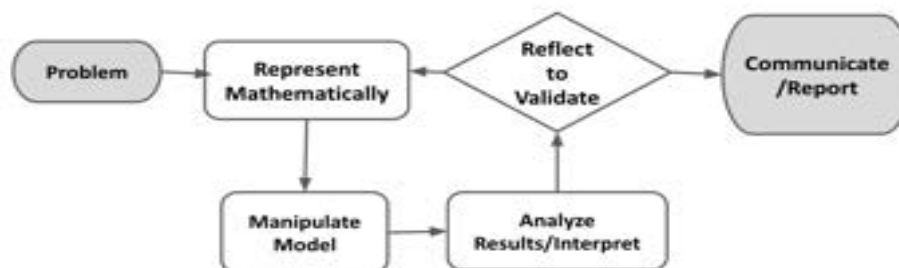 Problem
Represent
Mathematically
Reflect
to
Validate
Communicate
/Report
Manipulate
Model
Analyze
Results/Interpret